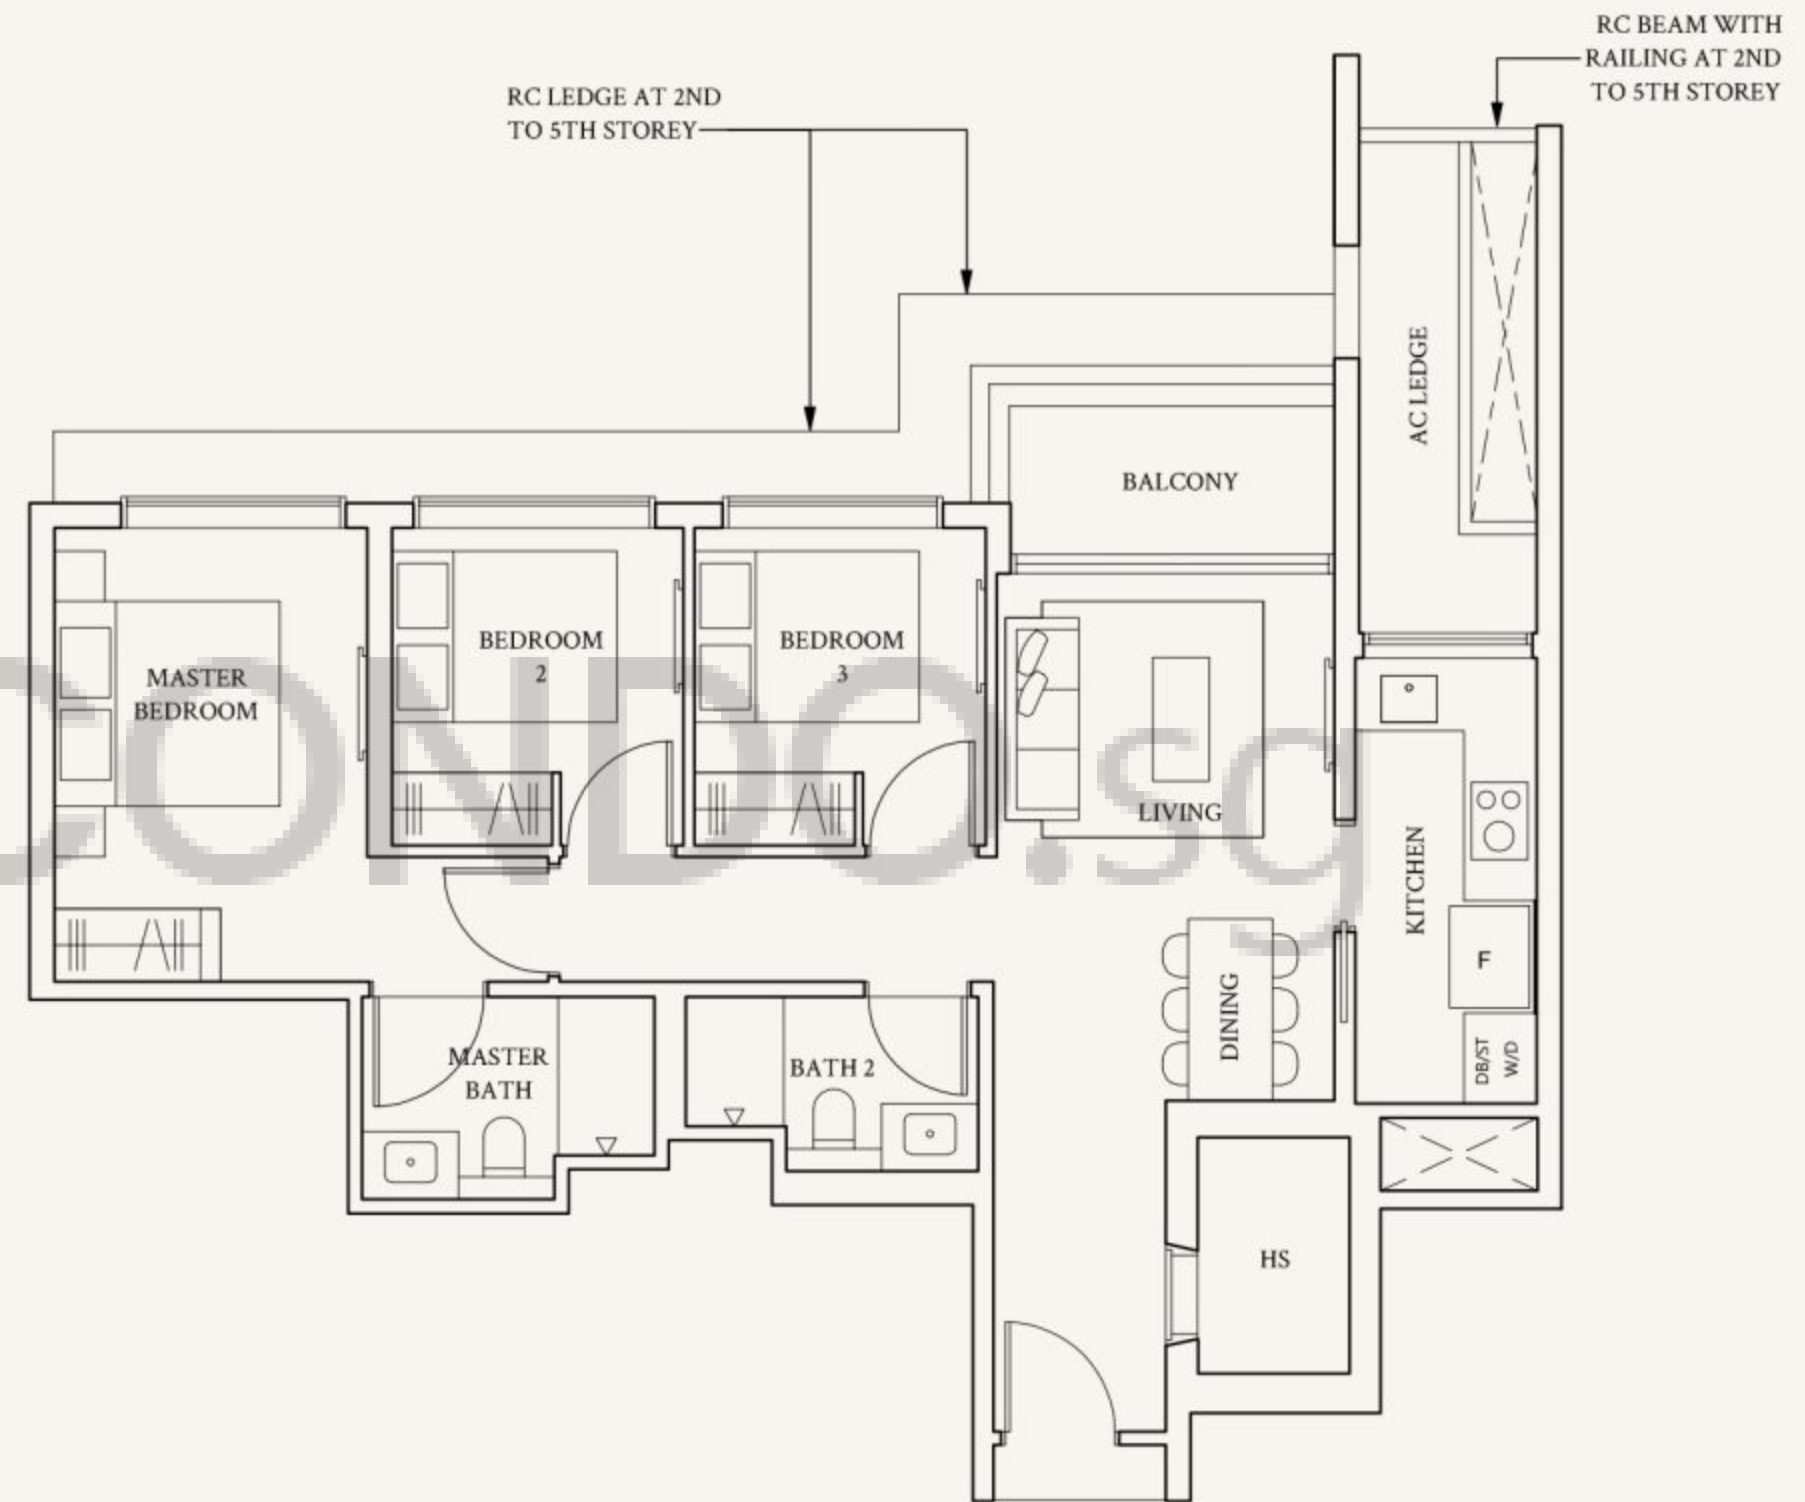 RC BEAM WITH
RAILING AT 2ND
TO 5TH STOREY
RC LEDGE AT 2ND
TO 5TH STOREY
AC LEDGE
BALCONY
MASTER
BEDROOM
BEDROOM
2
BEDROOM
3
LIVING
KITCHEN
DINING
F
DB/ST
W/D
MASTER
BATH
BATH 2
HS
CONDO.sg